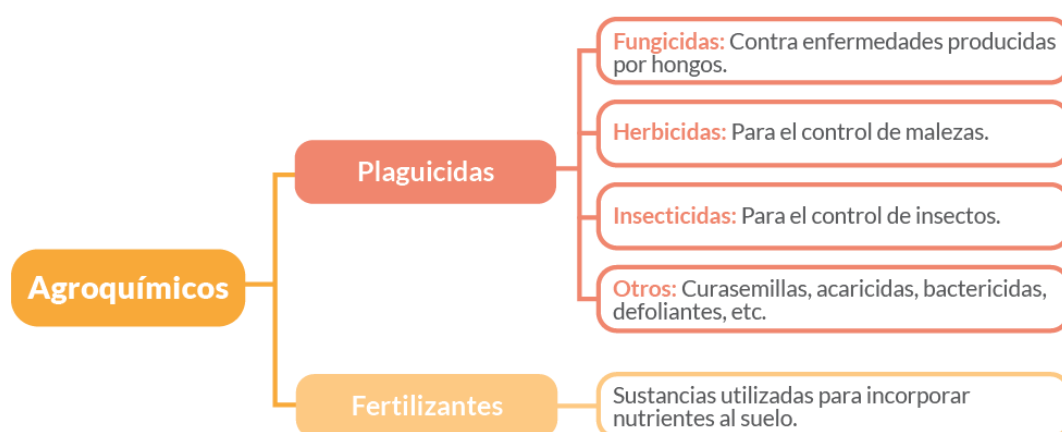 Agroquímicos
Plaguicidas
Fungicidas: Contra enfermedades producidas
por hongos.
Herbicidas: Para el control de malezas.
Insecticidas: Para el control de insectos.
Otros: Curasemillas, acaricidas, bactericidas,
defoliantes, etc.
Fertilizantes
Sustancias utilizadas para incorporar
nutrientes al suelo.